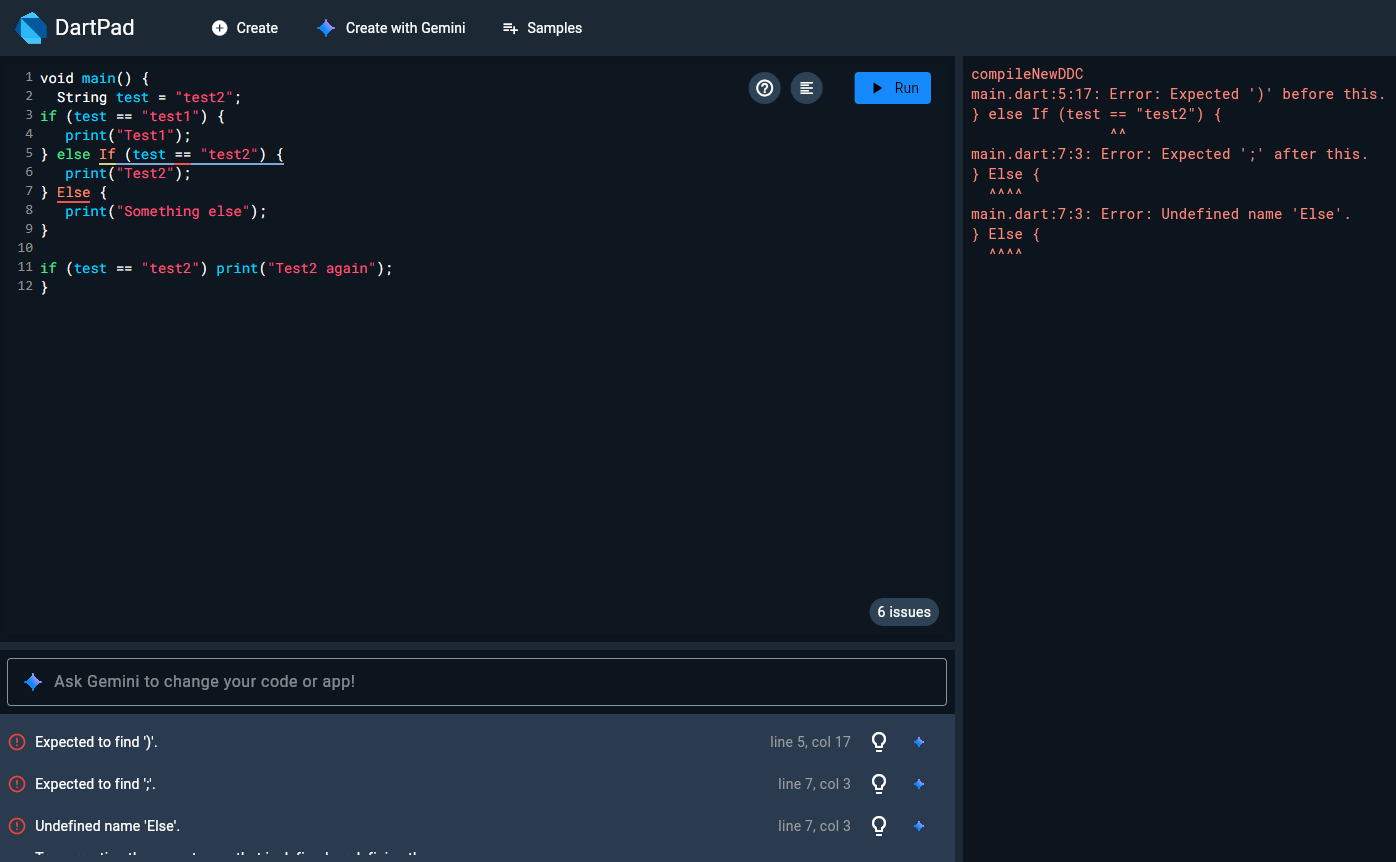 DartPad
Create
Create with Gemini
Samples
1 void main() {
2   String test = "test2";
3 if (test == "test1") {
4    print("Test1");
5 } else If (test == "test2") {
6    print("Test2");
7 } Else {
8    print("Something else");
9 }
10
11 if (test == "test2") print("Test2 again");
12 }
Run
6 issues
Ask Gemini to change your code or app!
Expected to find ')'. line 5, col 17
Expected to find ';'. line 7, col 3
Undefined name 'Else'. line 7, col 3
compileNewDDC
main.dart:5:17: Error: Expected ')' before this.
} else If (test == "test2") {
                ^^
main.dart:7:3: Error: Expected ';' after this.
} Else {
  ^^^^
main.dart:7:3: Error: Undefined name 'Else'.
} Else {
  ^^^^